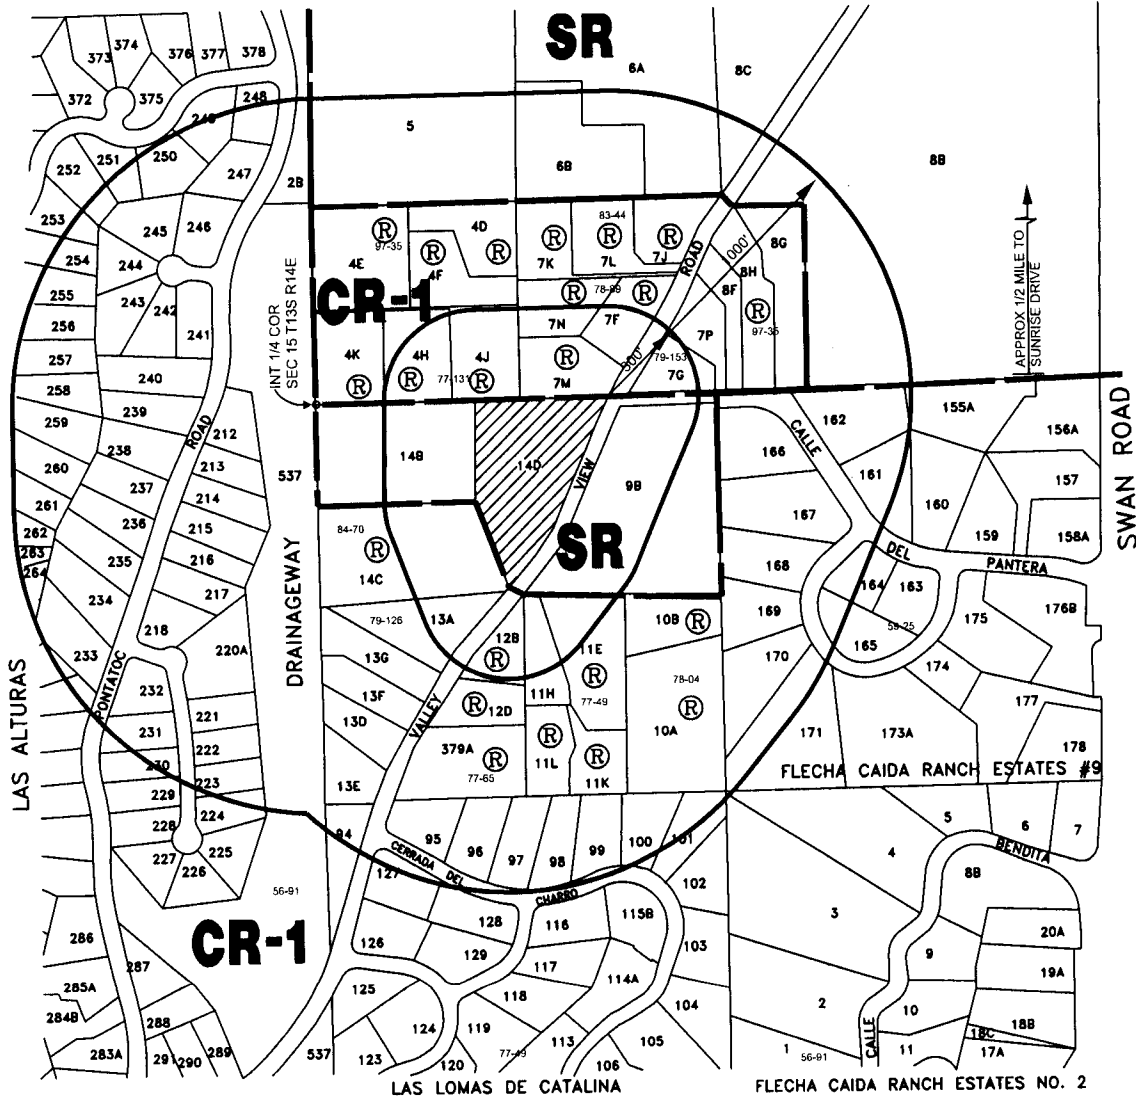 SR
374
373
376
377
378
372
375
248
249
6A
8C
5
6B
8B
252
251
250
247
2B
253
245
246
254
244
255
243
242
256
241
257
258
240
259
239
238
212
260
237
213
261
236
214
262
215
263
235
216
264
234
217
218
233
220A
232
221
231
222
230
223
229
228
224
227
225
226
ROAD
PONTATOC
LAS ALTURAS
DRAINAGEWAY
537
INT 1/4 COR
SEC 15 T13S R14E
4E
R
97-35
4D
R
R
4F
CR-1
4K
R
4H
R
77-131
4J
R
R
7K
83-44
R
7L
R
7J
R
78-89
R
7N
7F
R
7M
7P
79-153
7G
300'
1000'
ROAD
8G
8H
8F
R
97-35
APPROX 1/2 MILE TO
SUNRISE DRIVE
SWAN ROAD
14B
14D
VIEW
9B
SR
84-70
R
14C
79-126
13A
13G
13F
13D
13E
VALLEY
12B
R
R
12D
379A
R
77-65
11E
R
77-49
11H
R
11L
R
11K
10B
R
78-04
R
10A
CALLE
DEL
PANTERA
162
155A
156A
166
161
157
167
160
159
158A
168
164
163
169
58-25
165
175
176B
170
174
177
171
173A
178
FLECHA CAIDA RANCH ESTATES #9
94
95
96
97
98
99
100
101
CERRADA DEL
CHARRO
127
102
128
116
115B
126
129
103
117
114A
125
118
104
124
119
113
105
123
120
77-49
106
537
LAS LOMAS DE CATALINA
56-91
CR-1
286
287
285A
284B
288
283A
291
290
289
5
6
7
4
BENDITA
8B
3
20A
9
19A
2
10
18B
18C
1
56-91
CALLE
11
17A
FLECHA CAIDA RANCH ESTATES NO. 2